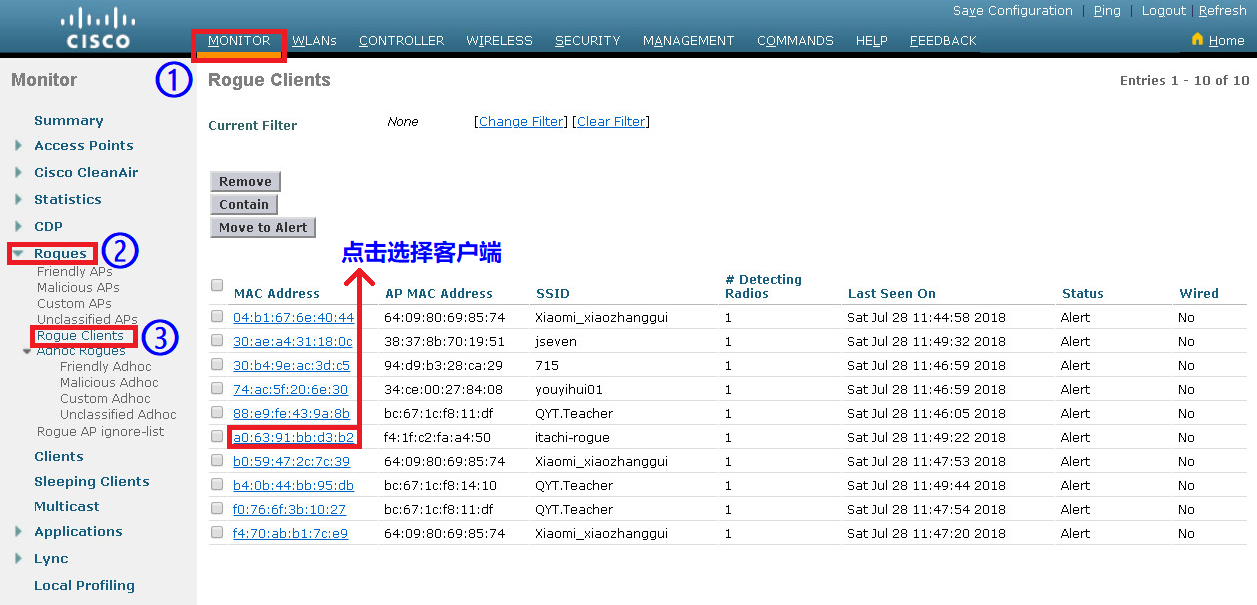 Save Configuration | Ping | Logout | Refresh
CISCO
MONITOR WLANs CONTROLLER WIRELESS SECURITY MANAGEMENT COMMANDS HELP FEEDBACK Home
Monitor
①
Rogue Clients
Entries 1 - 10 of 10
Summary
Access Points
Cisco CleanAir
Statistics
CDP
Rogues
②
Friendly APs
Malicious APs
Custom APs
Unclassified APs
Rogue Clients
③
Adhoc Rogues
Friendly Adhoc
Malicious Adhoc
Custom Adhoc
Unclassified Adhoc
Rogue AP ignore-list
Clients
Sleeping Clients
Multicast
Applications
Lync
Local Profiling
Current Filter None [Change Filter] [Clear Filter]
Remove
Contain
Move to Alert
点击选择客户端
MAC Address AP MAC Address SSID # Detecting Radios Last Seen On Status Wired
04:b1:67:6e:40:44 64:09:80:69:85:74 Xiaomi_xiaozhanggui 1 Sat Jul 28 11:44:58 2018 Alert No
30:ae:a4:31:18:0c 38:37:8b:70:19:51 jseven 1 Sat Jul 28 11:49:32 2018 Alert No
30:b4:9e:ac:3d:c5 94:d9:b3:28:ca:29 715 1 Sat Jul 28 11:46:59 2018 Alert No
74:ac:5f:20:6e:30 34:ce:00:27:84:08 youyihui01 1 Sat Jul 28 11:46:59 2018 Alert No
88:e9:fe:43:9a:8b bc:67:1c:f8:11:df QYT.Teacher 1 Sat Jul 28 11:46:05 2018 Alert No
a0:63:91:bb:d3:b2 f4:1f:c2:fa:a4:50 itachi-rogue 1 Sat Jul 28 11:49:22 2018 Alert No
b0:59:47:2c:7c:39 64:09:80:69:85:74 Xiaomi_xiaozhanggui 1 Sat Jul 28 11:47:53 2018 Alert No
b4:0b:44:bb:95:db bc:67:1c:f8:14:10 QYT.Teacher 1 Sat Jul 28 11:49:44 2018 Alert No
f0:76:6f:3b:10:27 bc:67:1c:f8:11:df QYT.Teacher 1 Sat Jul 28 11:47:54 2018 Alert No
f4:70:ab:b1:7c:e9 64:09:80:69:85:74 Xiaomi_xiaozhanggui 1 Sat Jul 28 11:47:20 2018 Alert No